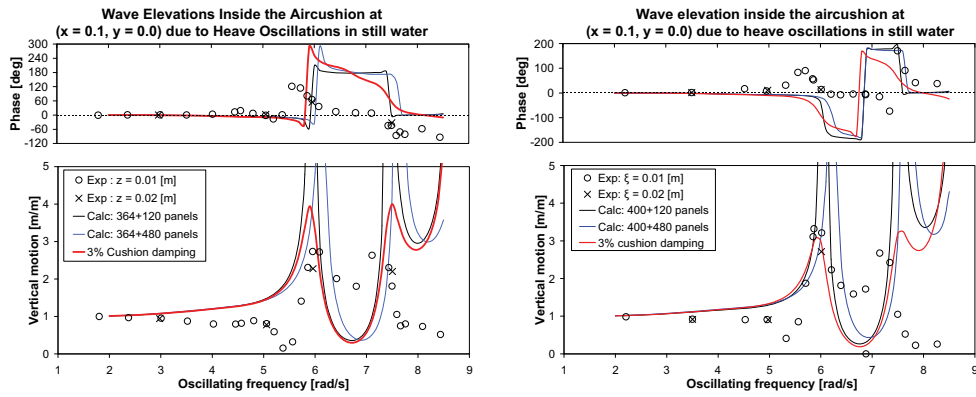 Wave Elevations Inside the Aircushion at
(x = 0.1, y = 0.0) due to Heave Oscillations in still water
300
240
180
120
60
0
-60
-120
Phase [deg]
5
4
3
2
1
0
Vertical motion [m/m]
Exp : z = 0.01 [m]
Exp : z = 0.02 [m]
Calc: 364+120 panels
Calc: 364+480 panels
3% Cushion damping
1 2 3 4 5 6 7 8 9
Oscillating frequency [rad/s]
Wave elevation inside the aircushion at
(x = 0.1, y = 0.0) due to heave oscillations in still water
200
100
0
-100
-200
Phase [deg]
5
4
3
2
1
0
Vertical motion [m/m]
Exp: ξ = 0.01 [m]
Exp: ξ = 0.02 [m]
Calc: 400+120 panels
Calc: 400+480 panels
3% Cushion damping
1 2 3 4 5 6 7 8 9
Oscillating frequency [rad/s]